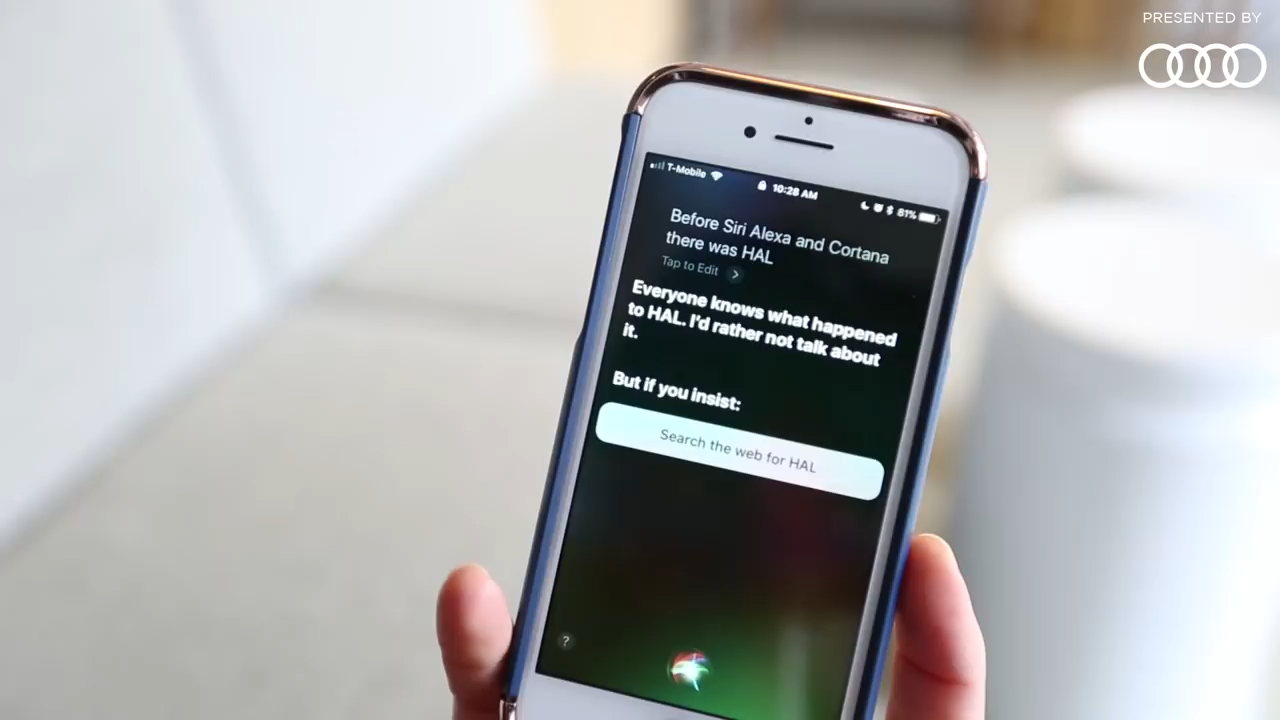 PRESENTED BY
T-Mobile 10:28 AM 81%
Before Siri Alexa and Cortana
there was HAL
Tap to Edit >
Everyone knows what happened
to HAL. I'd rather not talk about
it.
But if you insist:
Search the web for HAL
?